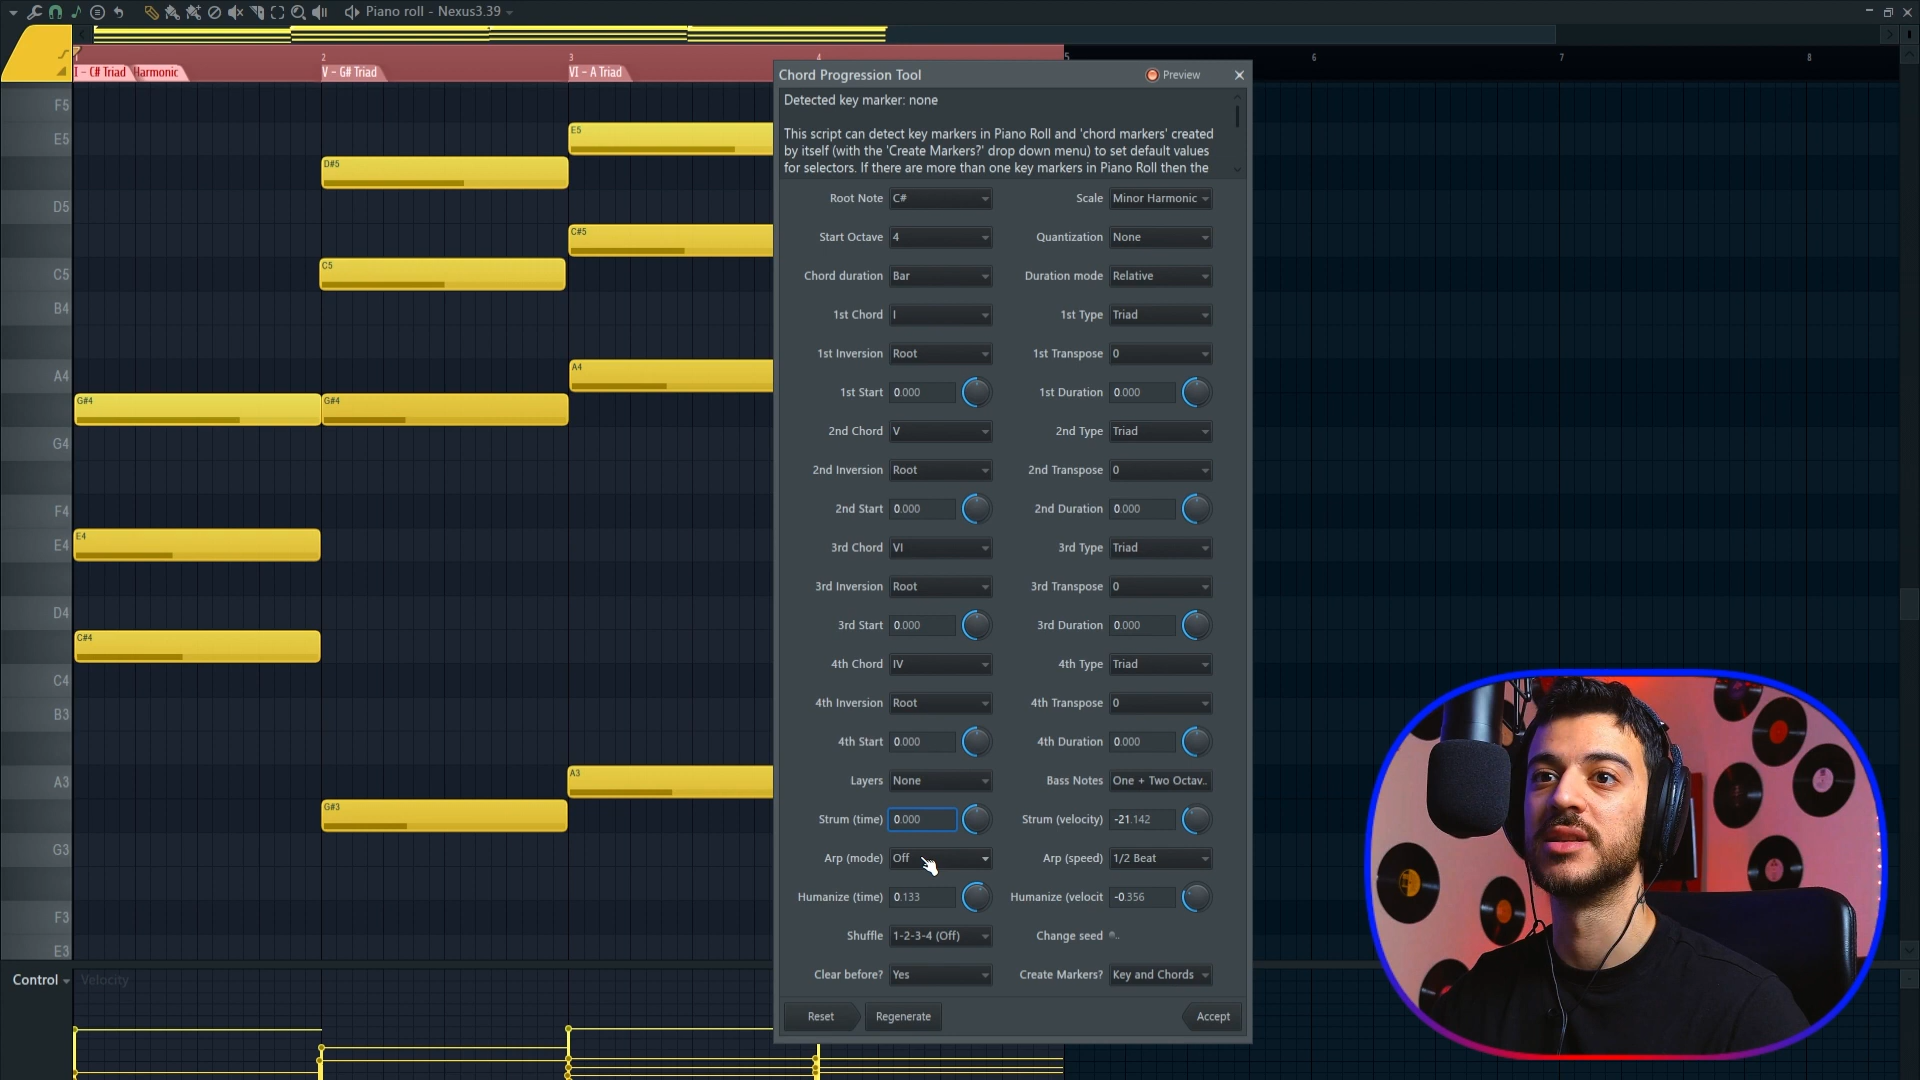 Piano roll - Nexus3.39
2 3 4 5 6 7 8
I - C# Triad Harmonic V - G# Triad VI - A Triad
Chord Progression Tool Preview
Detected key marker: none
This script can detect key markers in Piano Roll and 'chord markers' created
by itself (with the 'Create Markers?' drop down menu) to set default values
for selectors. If there are more than one key markers in Piano Roll then the
Root Note C# Scale Minor Harmonic
Start Octave 4 Quantization None
Chord duration Bar Duration mode Relative
1st Chord I 1st Type Triad
1st Inversion Root 1st Transpose 0
1st Start 0.000 1st Duration 0.000
2nd Chord V 2nd Type Triad
2nd Inversion Root 2nd Transpose 0
2nd Start 0.000 2nd Duration 0.000
3rd Chord VI 3rd Type Triad
3rd Inversion Root 3rd Transpose 0
3rd Start 0.000 3rd Duration 0.000
4th Chord IV 4th Type Triad
4th Inversion Root 4th Transpose 0
4th Start 0.000 4th Duration 0.000
Layers None Bass Notes One + Two Octav..
Strum (time) 0.000 Strum (velocity) -21.142
Arp (mode) Off Arp (speed) 1/2 Beat
Humanize (time) 0.133 Humanize (velocit -0.356
Shuffle 1-2-3-4 (Off) Change seed
Clear before? Yes Create Markers? Key and Chords
Reset Regenerate Accept
F5
E5
D5
C5
B4
A4
G4
F4
E4
D4
C4
B3
A3
G3
F3
E3
E5
D#5
C#5
C5
A4
G#4 G#4
E4
C#4
A3
G#3
Control Velocity